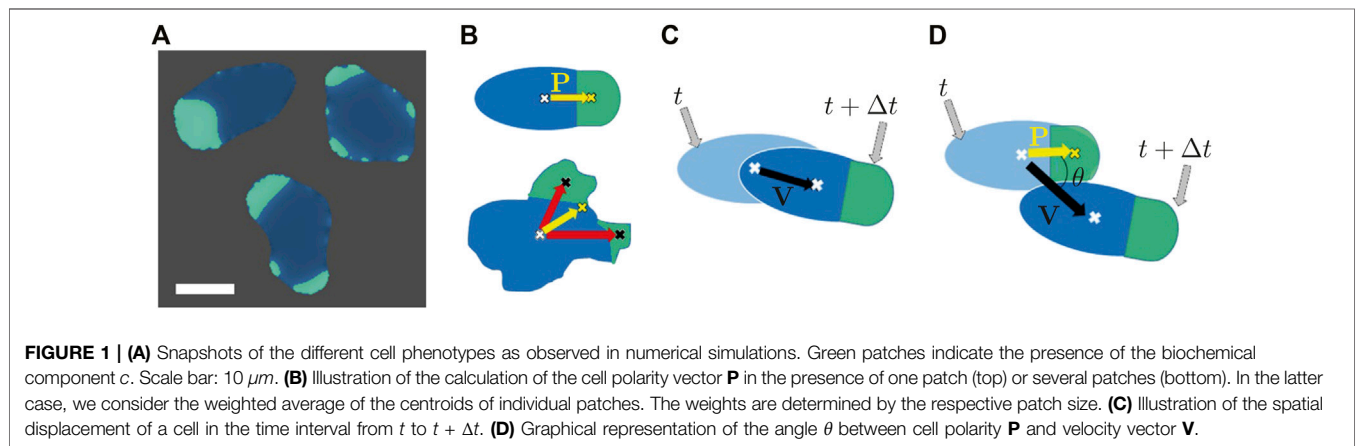 A
B
C
D
P
t
t + Δt
V
t
P
t + Δt
θ
V
FIGURE 1 | (A) Snapshots of the different cell phenotypes as observed in numerical simulations. Green patches indicate the presence of the biochemical
component c. Scale bar: 10 μm. (B) Illustration of the calculation of the cell polarity vector P in the presence of one patch (top) or several patches (bottom). In the latter
case, we consider the weighted average of the centroids of individual patches. The weights are determined by the respective patch size. (C) Illustration of the spatial
displacement of a cell in the time interval from t to t + Δt. (D) Graphical representation of the angle θ between cell polarity P and velocity vector V.